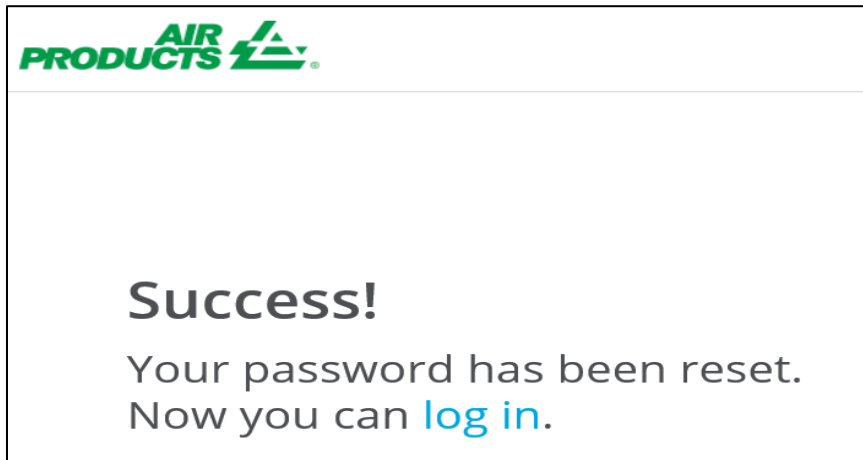 AIR
PRODUCTS
®
Success!
Your password has been reset.
Now you can log in.